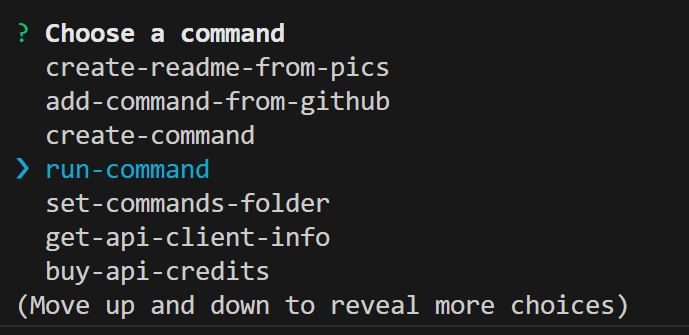 ? Choose a command
create-readme-from-pics
add-command-from-github
create-command
❯ run-command
set-commands-folder
get-api-client-info
buy-api-credits
(Move up and down to reveal more choices)